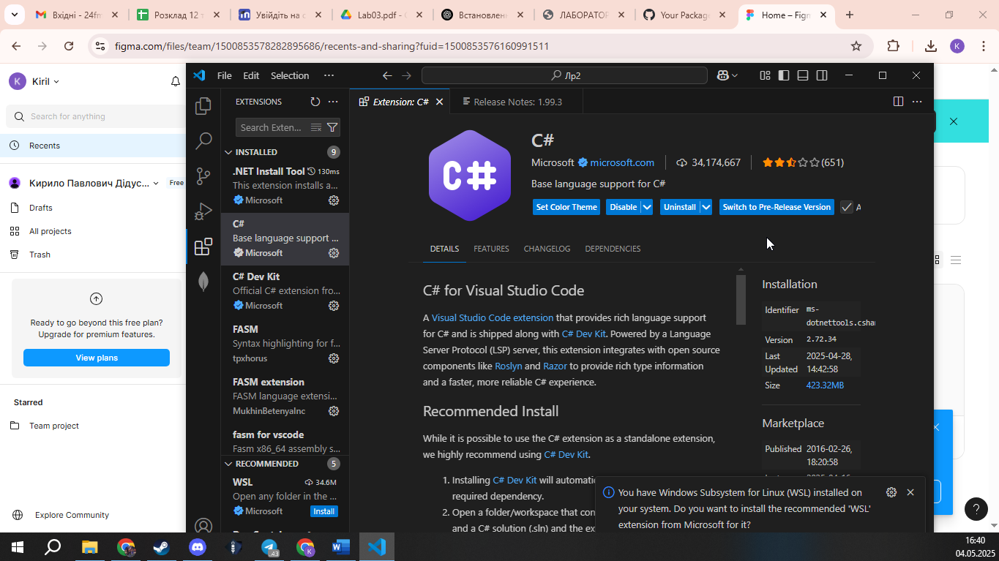 Вхідні - 24fm
Розклад 12 т
Увійдіть на с
Lab03.pdf -
Встановлен
ЛАБОРАТОР
Your Package
Home – Figm
figma.com/files/team/1500853578282895686/recents-and-sharing?fuid=1500853576160991511
K
K Kiril
Search for anything
Recents
Кирило Павлович Дідус... Free
Drafts
All projects
Trash
Ready to go beyond this free plan?
Upgrade for premium features.
View plans
Starred
Team project
Explore Community
File Edit Selection ...
Лр2
EXTENSIONS
Search Exten...
INSTALLED 9
.NET Install Tool 130ms
This extension installs a...
Microsoft
C#
Base language support ...
Microsoft
C# Dev Kit
Official C# extension fro...
Microsoft
FASM
Syntax highlighting for f...
tpxhorus
FASM extension
FASM language extensi...
MukhinBetenyaInc
fasm for vscode
Fasm x86_64 assembly s...
RECOMMENDED 5
WSL 34.6M
Open any folder in the ...
Microsoft Install
Extension: C#
Release Notes: 1.99.3
C#
C#
Microsoft microsoft.com 34,174,667 (651)
Base language support for C#
Set Color Theme Disable Uninstall Switch to Pre-Release Version A
DETAILS FEATURES CHANGELOG DEPENDENCIES
C# for Visual Studio Code
A Visual Studio Code extension that provides rich language support
for C# and is shipped along with C# Dev Kit. Powered by a Language
Server Protocol (LSP) server, this extension integrates with open source
components like Roslyn and Razor to provide rich type information
and a faster, more reliable C# experience.
Recommended Install
While it is possible to use the C# extension as a standalone extension,
we highly recommend using C# Dev Kit.
1. Installing C# Dev Kit will automati
required dependency.
2. Open a folder/workspace that con
and a C# solution (.sln) and the ex
Installation
Identifier ms-
dotnettools.cshar
Version 2.72.34
Last 2025-04-28,
Updated 14:42:58
Size 423.32MB
Marketplace
Published 2016-02-26,
18:20:58
You have Windows Subsystem for Linux (WSL) installed on
your system. Do you want to install the recommended 'WSL'
extension from Microsoft for it?
?
43
K
16:40
04.05.2025